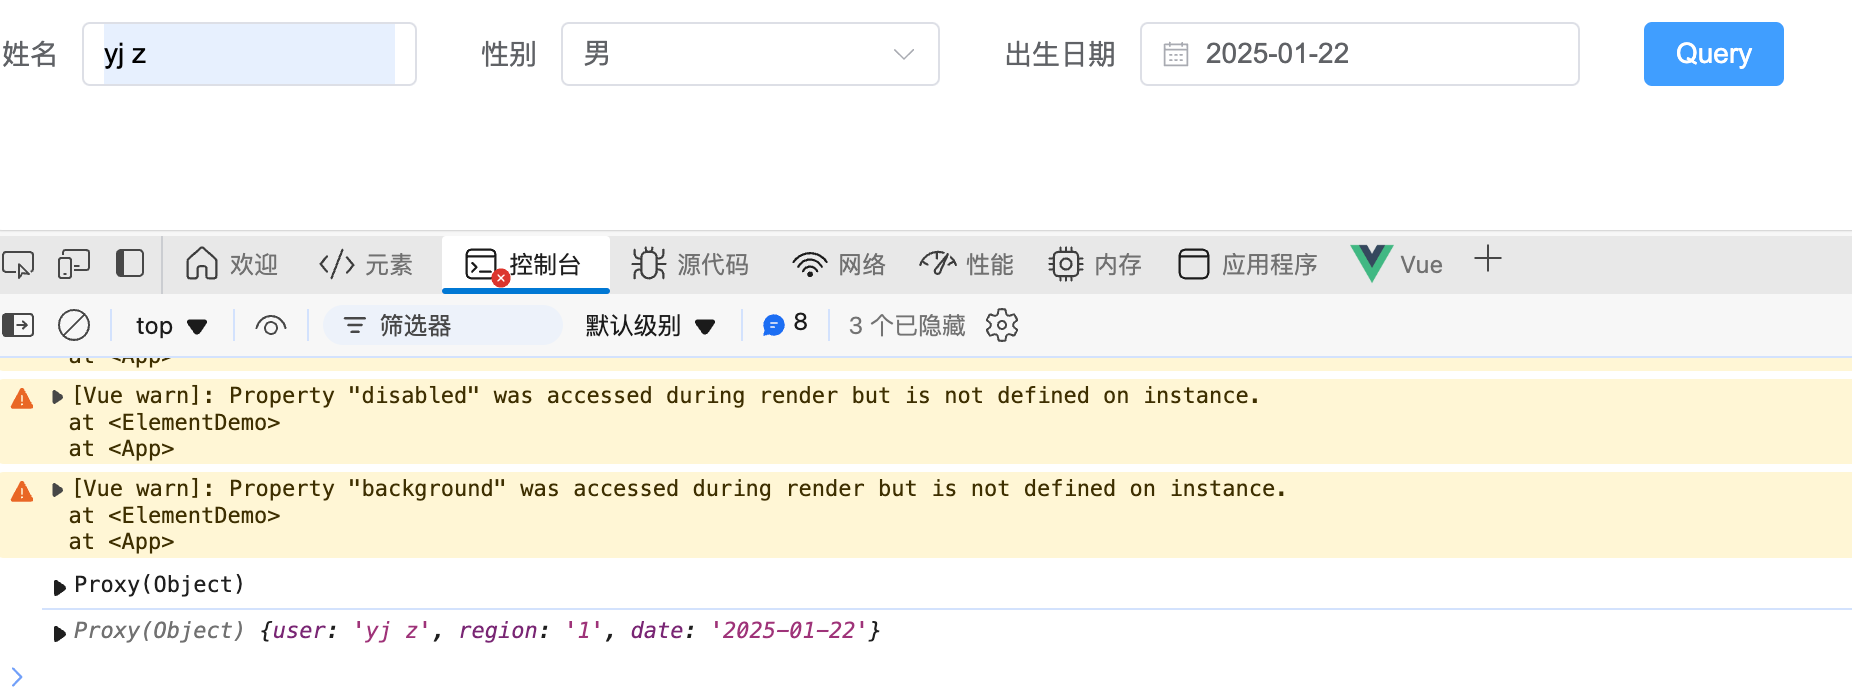 姓名 yj z 性别 男 出生日期 2025-01-22 Query
欢迎 元素 控制台 源代码 网络 性能 内存 应用程序 Vue
top 筛选器 默认级别 8 3 个已隐藏
at <App>
[Vue warn]: Property "disabled" was accessed during render but is not defined on instance.
at <ElementDemo>
at <App>
[Vue warn]: Property "background" was accessed during render but is not defined on instance.
at <ElementDemo>
at <App>
Proxy(Object)
Proxy(Object) {user: 'yj z', region: '1', date: '2025-01-22'}